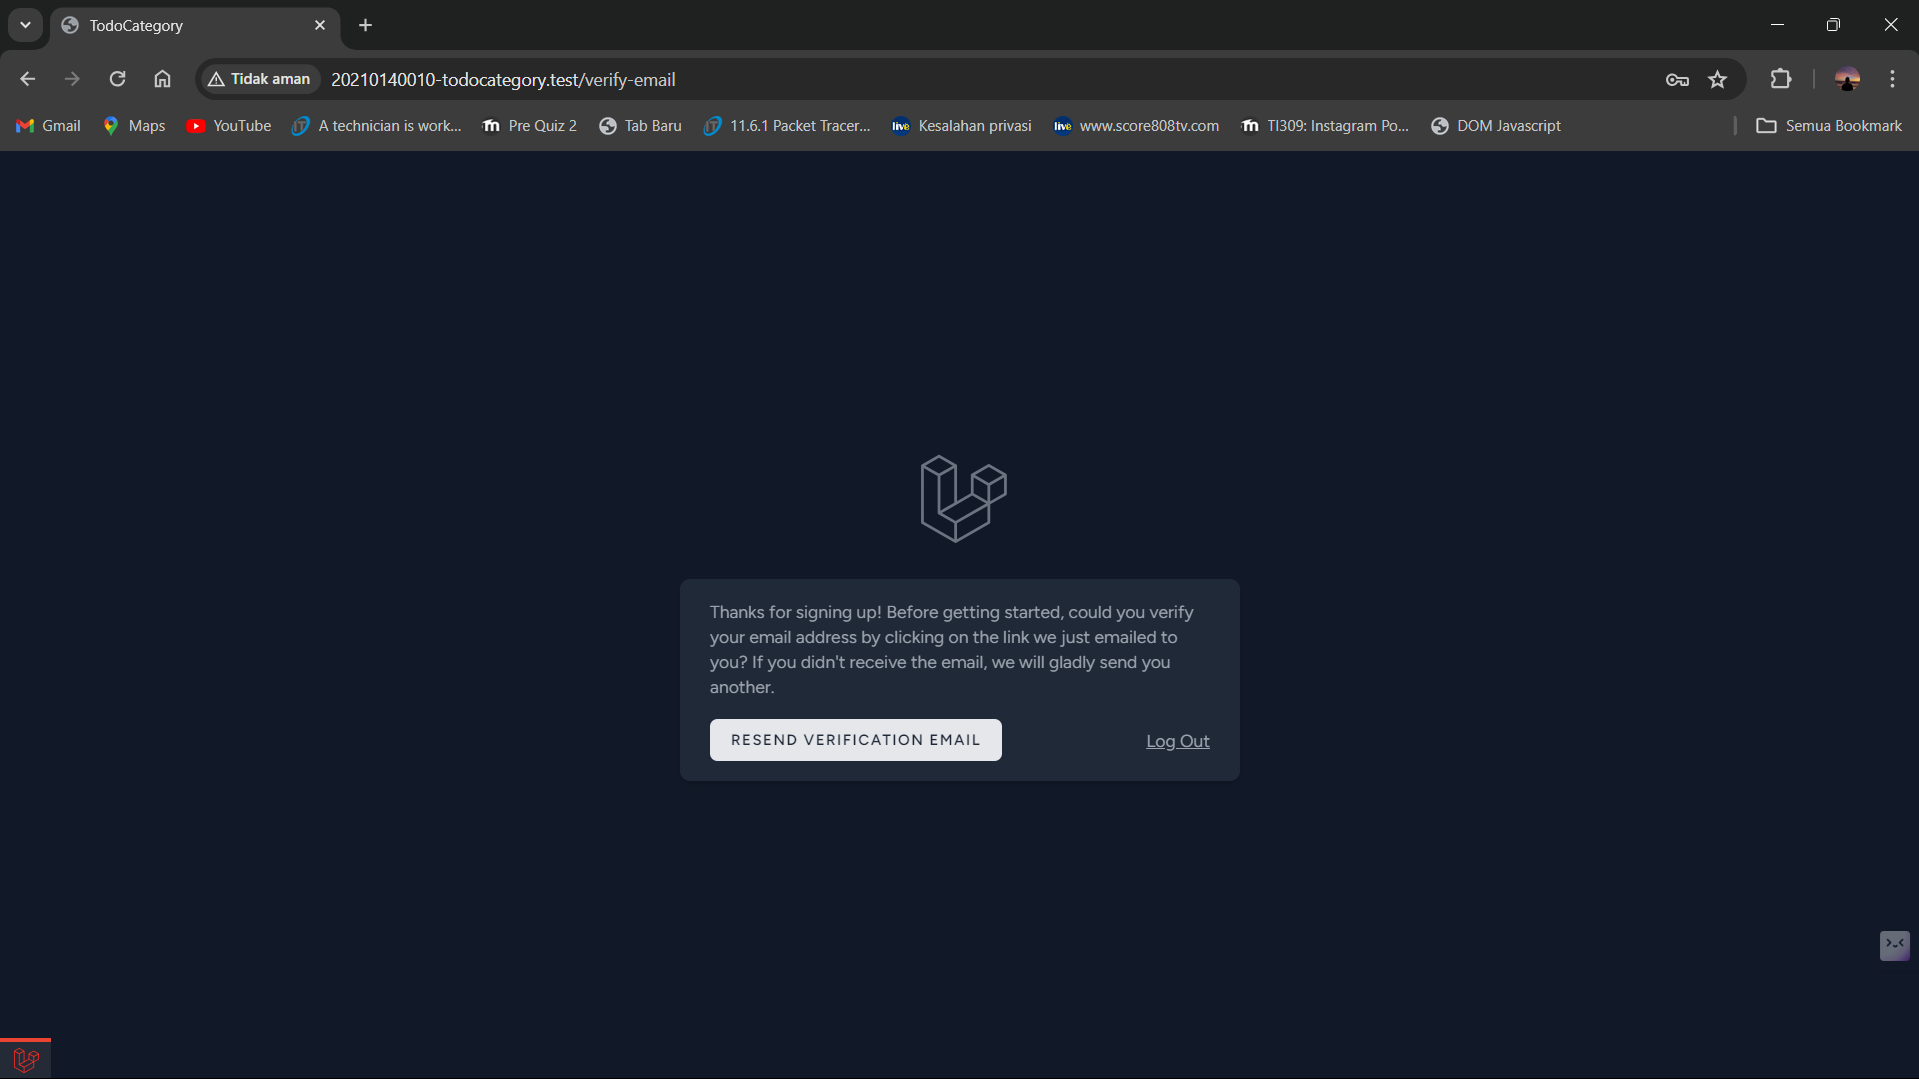 TodoCategory
Tidak aman
20210140010-todocategory.test/verify-email
Gmail
Maps
YouTube
A technician is work...
Pre Quiz 2
Tab Baru
11.6.1 Packet Tracer...
live
Kesalahan privasi
live
www.score808tv.com
TI309: Instagram Po...
DOM Javascript
Semua Bookmark
Thanks for signing up! Before getting started, could you verify
your email address by clicking on the link we just emailed to
you? If you didn't receive the email, we will gladly send you
another.
RESEND VERIFICATION EMAIL
Log Out